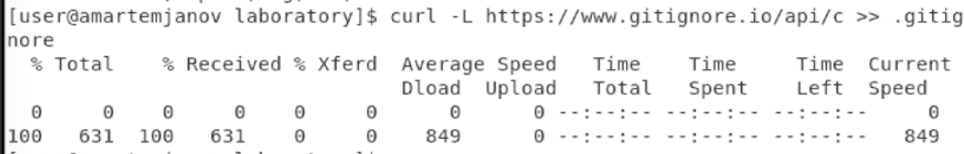 [user@amartemjanov laboratory]$ curl -L https://www.gitignore.io/api/c >> .gitig
nore
  % Total    % Received % Xferd  Average Speed   Time    Time     Time  Current
                                 Dload  Upload   Total   Spent    Left  Speed
  0     0    0     0    0     0      0      0 --:--:-- --:--:-- --:--:--     0
100   631  100   631    0     0    849      0 --:--:-- --:--:-- --:--:--   849